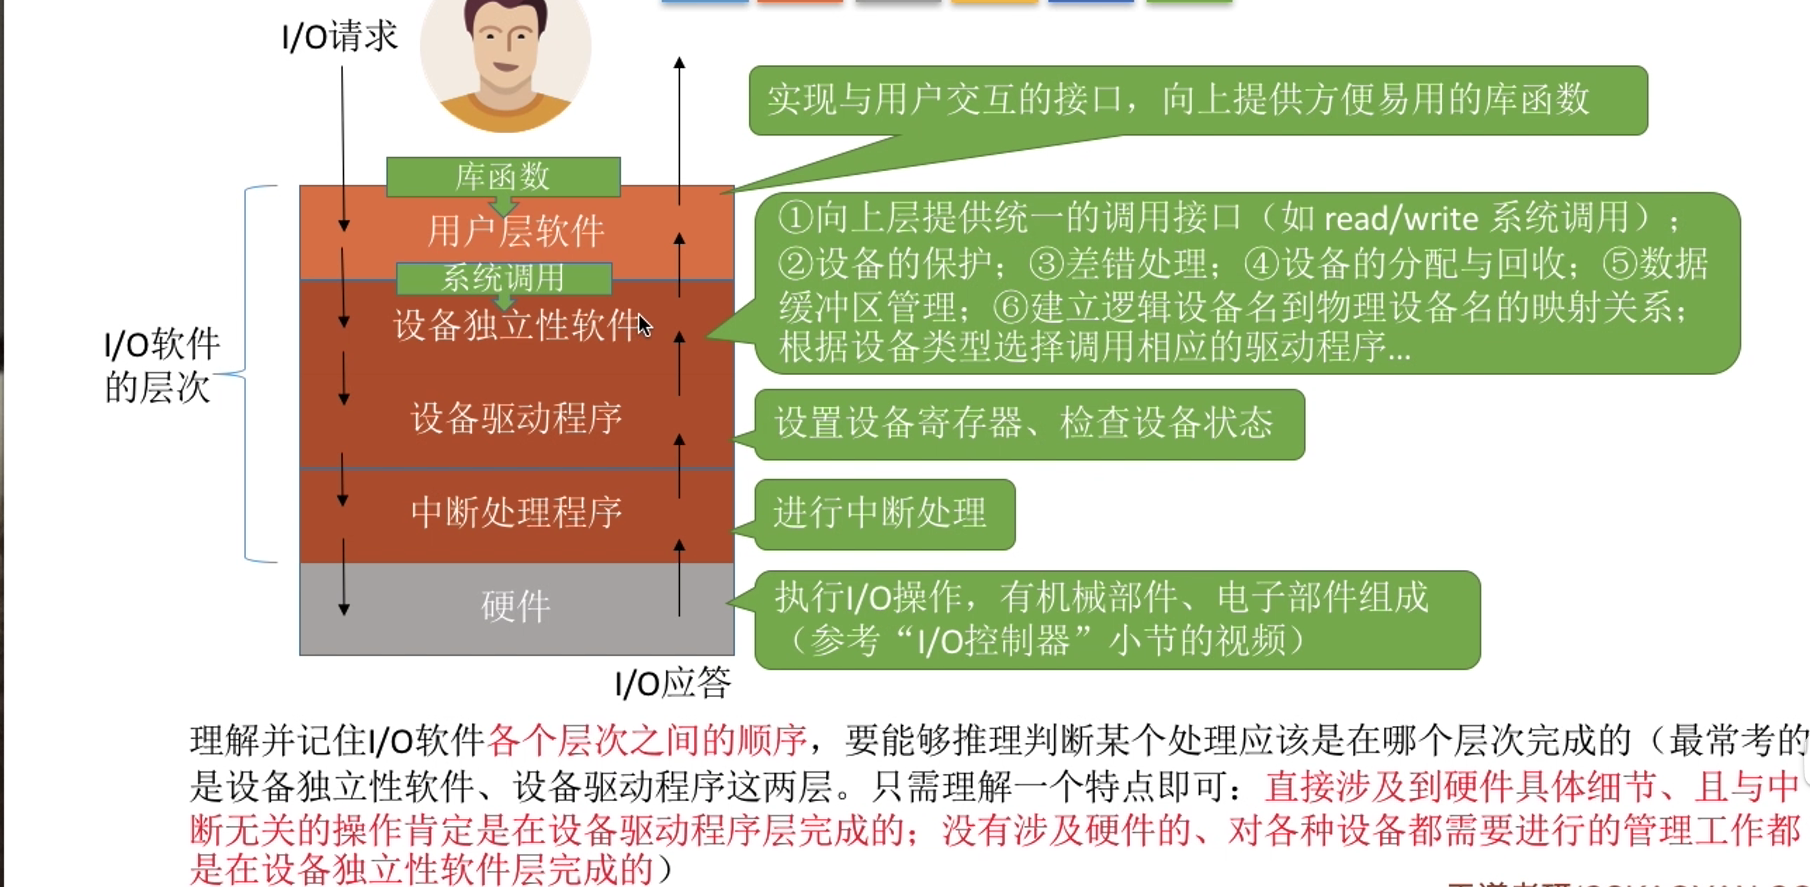 I/O请求
实现与用户交互的接口，向上提供方便易用的库函数
库函数
用户层软件
系统调用
设备独立性软件
①向上层提供统一的调用接口（如 read/write 系统调用）；
②设备的保护；③差错处理；④设备的分配与回收；⑤数据
缓冲区管理；⑥建立逻辑设备名到物理设备名的映射关系；
根据设备类型选择调用相应的驱动程序...
I/O软件
的层次
设备驱动程序
设置设备寄存器、检查设备状态
中断处理程序
进行中断处理
硬件
执行I/O操作，有机械部件、电子部件组成
（参考“I/O控制器”小节的视频）
I/O应答
理解并记住I/O软件各个层次之间的顺序，要能够推理判断某个处理应该是在哪个层次完成的（最常考的
是设备独立性软件、设备驱动程序这两层。只需理解一个特点即可：直接涉及到硬件具体细节、且与中
断无关的操作肯定是在设备驱动程序层完成的；没有涉及硬件的、对各种设备都需要进行的管理工作都
是在设备独立性软件层完成的）